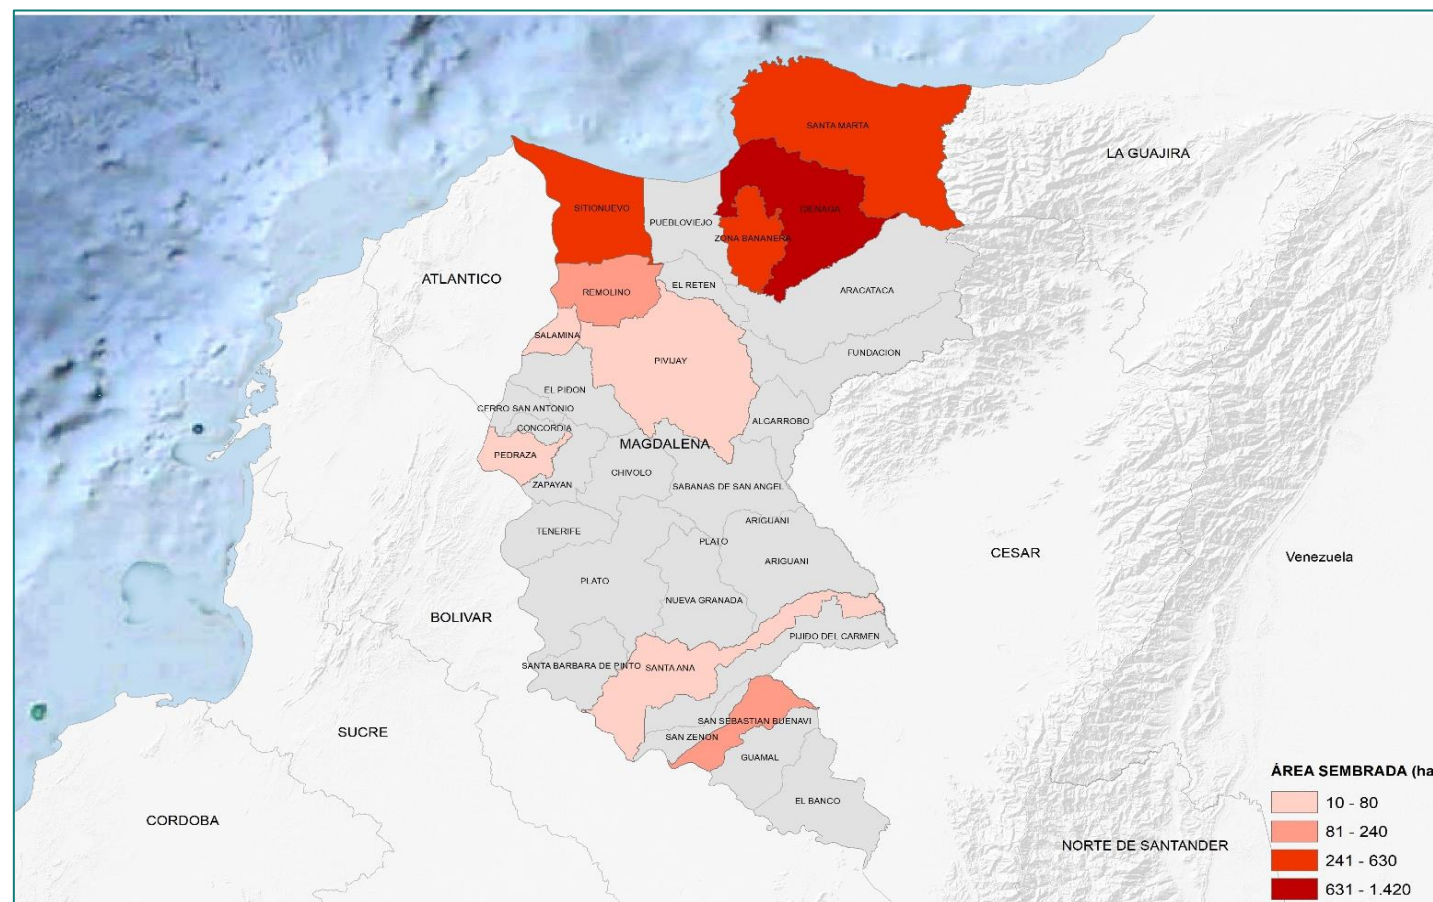 SANTA MARTA
LA GUAJIRA
SITIONUEVO
CIENAGA
PUEBLOVIEJO
ZONA BANANERA
ATLANTICO
EL RETEN
REMOLINO
ARACATACA
SALAMINA
FUNDACION
PIVIJAY
EL PIDON
CERRO SAN ANTONIO
ALGARROBO
CONCORDIA
MAGDALENA
PEDRAZA
CHIVOLO
ZAPAYAN
SABANAS DE SAN ANGEL
ARIGUANI
TENERIFE
PLATO
CESAR
Venezuela
ARIGUANI
PLATO
NUEVA GRANADA
BOLIVAR
PIJIDO DEL CARMEN
SANTA BARBARA DE PINTO
SANTA ANA
SAN SEBASTIAN BUENAVI
SUCRE
SAN ZENON
GUAMAL
EL BANCO
CORDOBA
NORTE DE SANTANDER
ÁREA SEMBRADA (ha
10 - 80
81 - 240
241 - 630
631 - 1.420